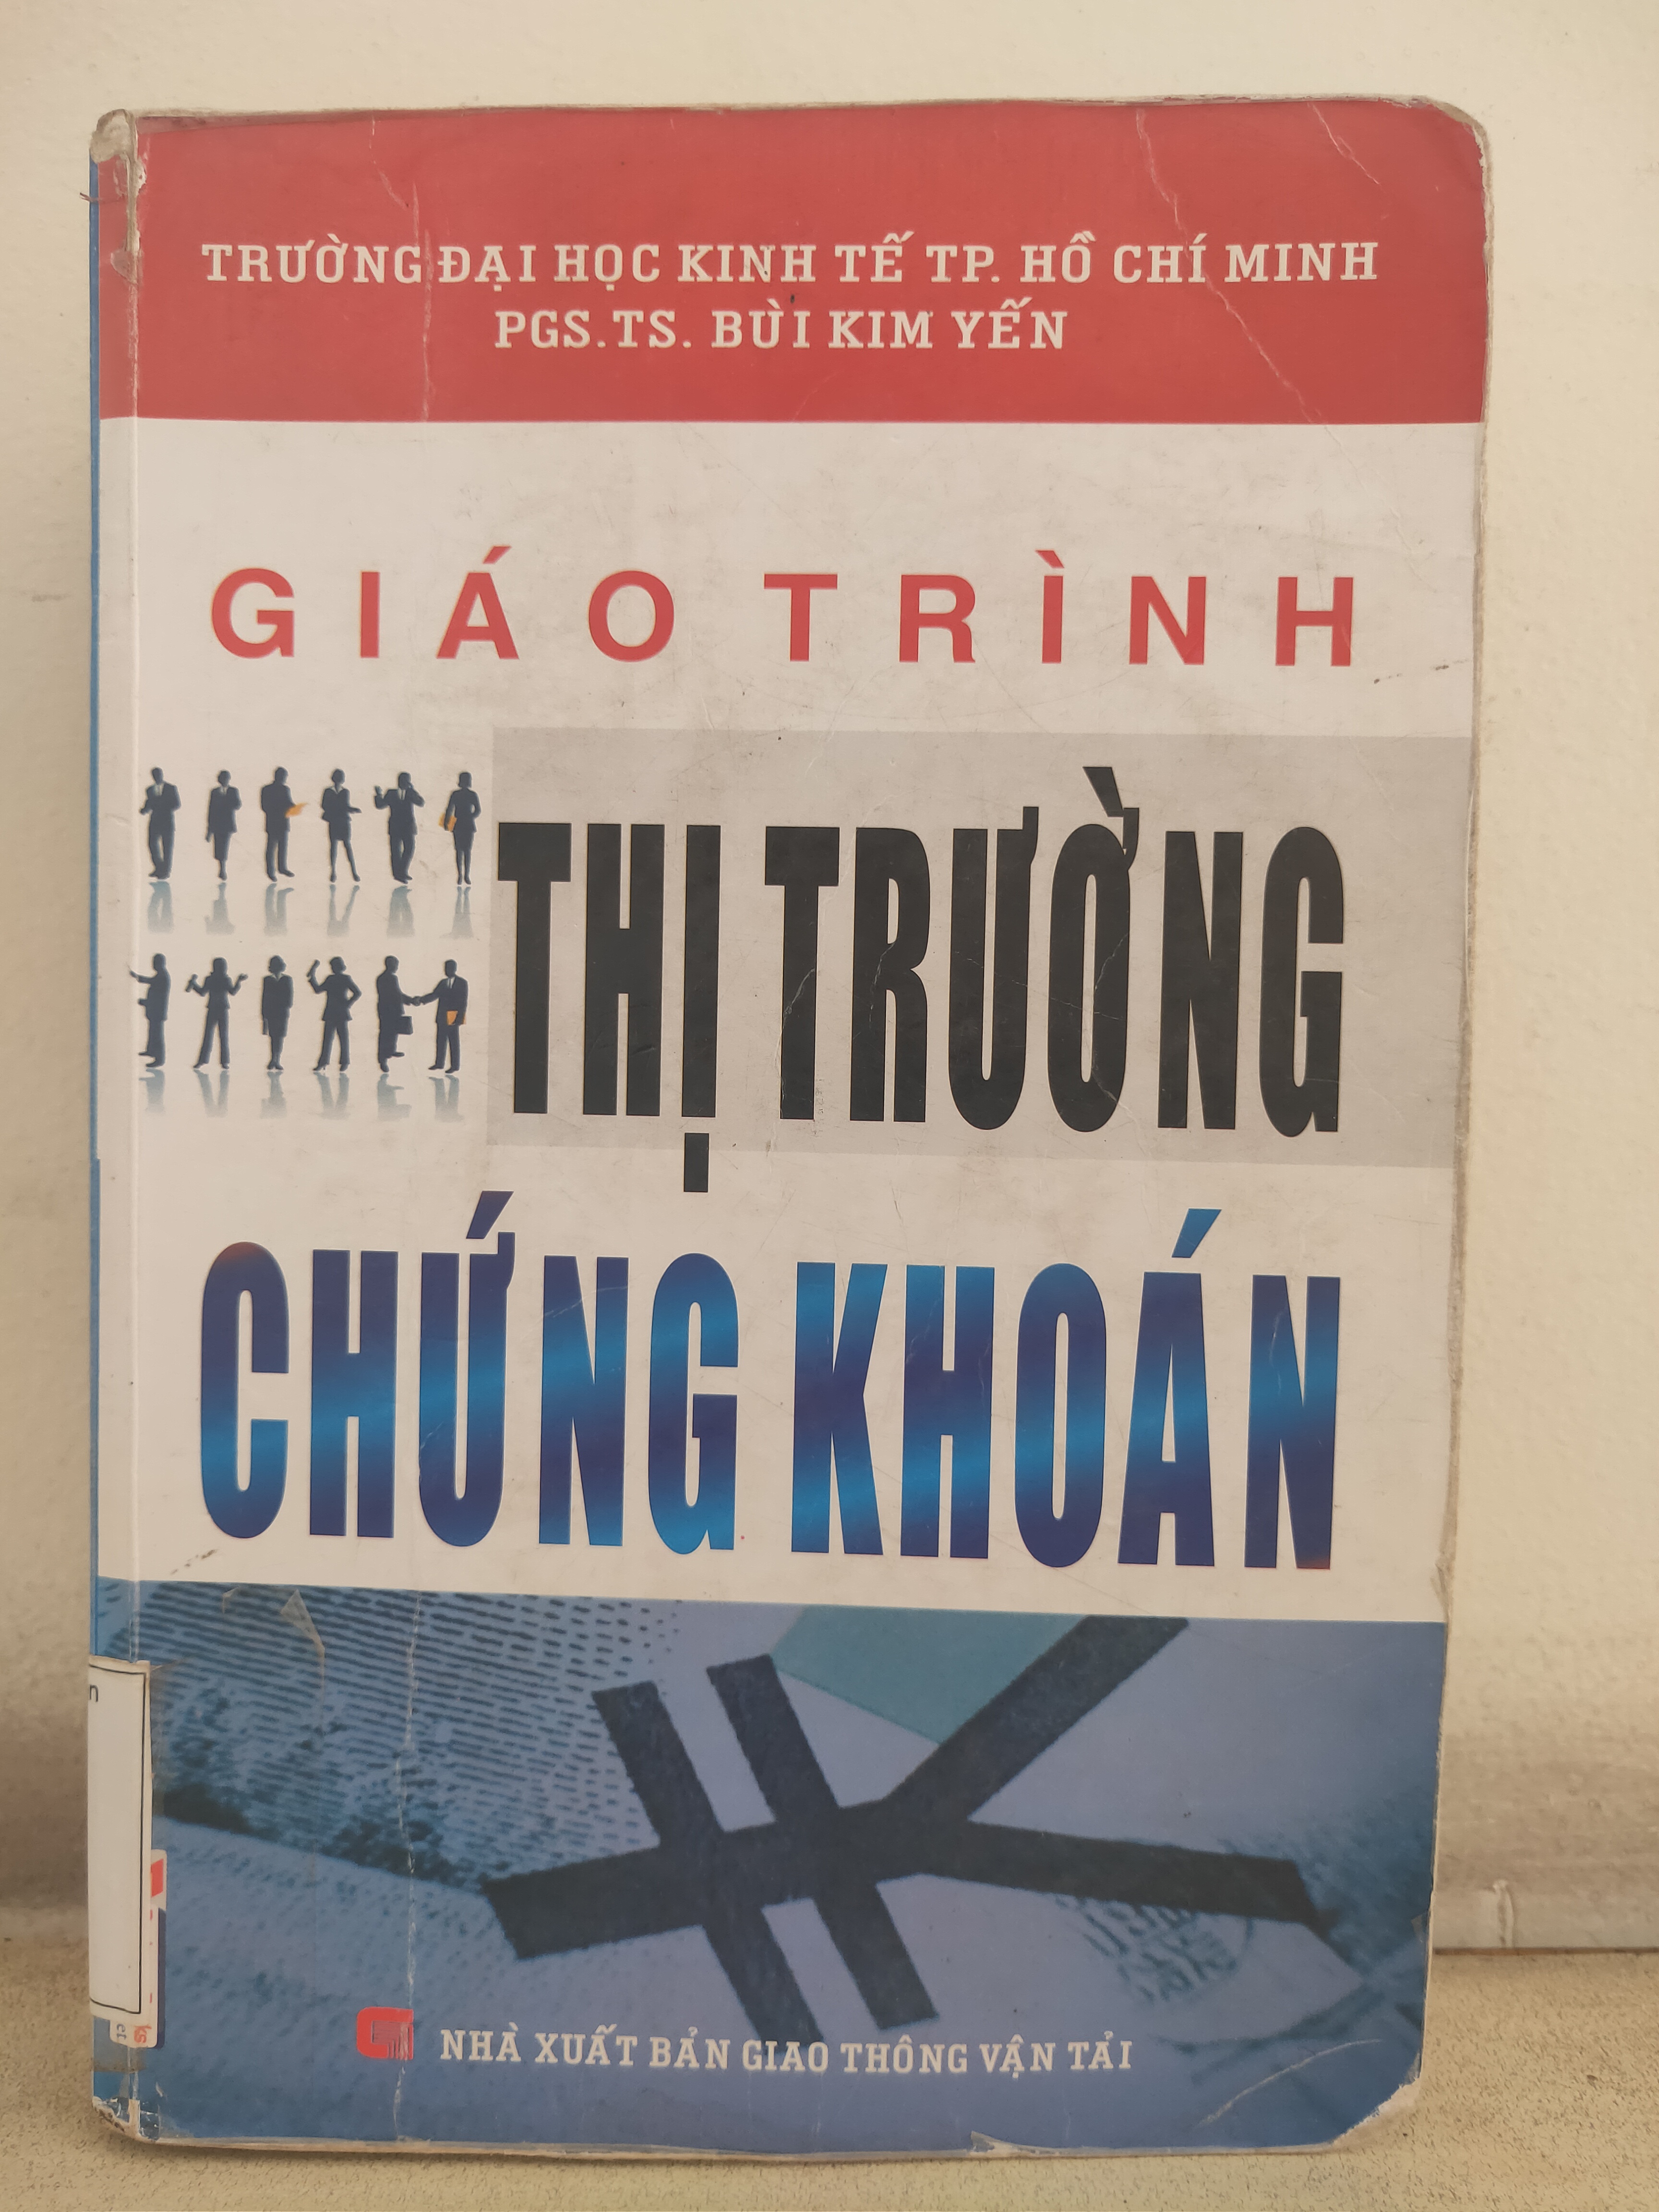 TRƯỜNG ĐẠI HỌC KINH TẾ TP. HỒ CHÍ MINH
PGS.TS. BÙI KIM YẾN
GIÁO TRÌNH
THỊ TRƯỜNG
CHỨNG KHOÁN
NHÀ XUẤT BẢN GIAO THÔNG VẬN TẢI